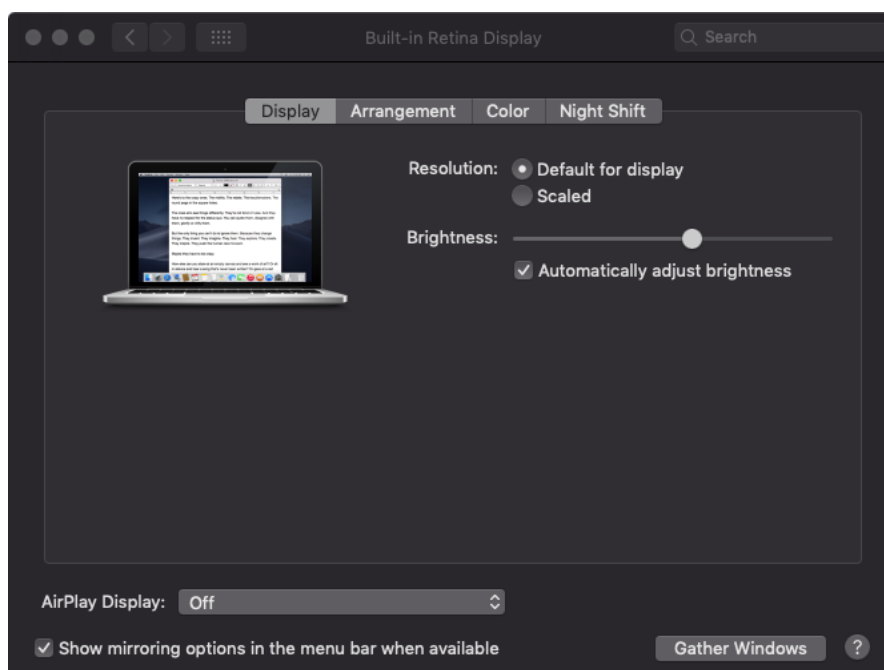 Built-in Retina Display
Search
Display Arrangement Color Night Shift
Resolution: Default for display
Scaled
Brightness:
Automatically adjust brightness
AirPlay Display: Off
Show mirroring options in the menu bar when available
Gather Windows ?